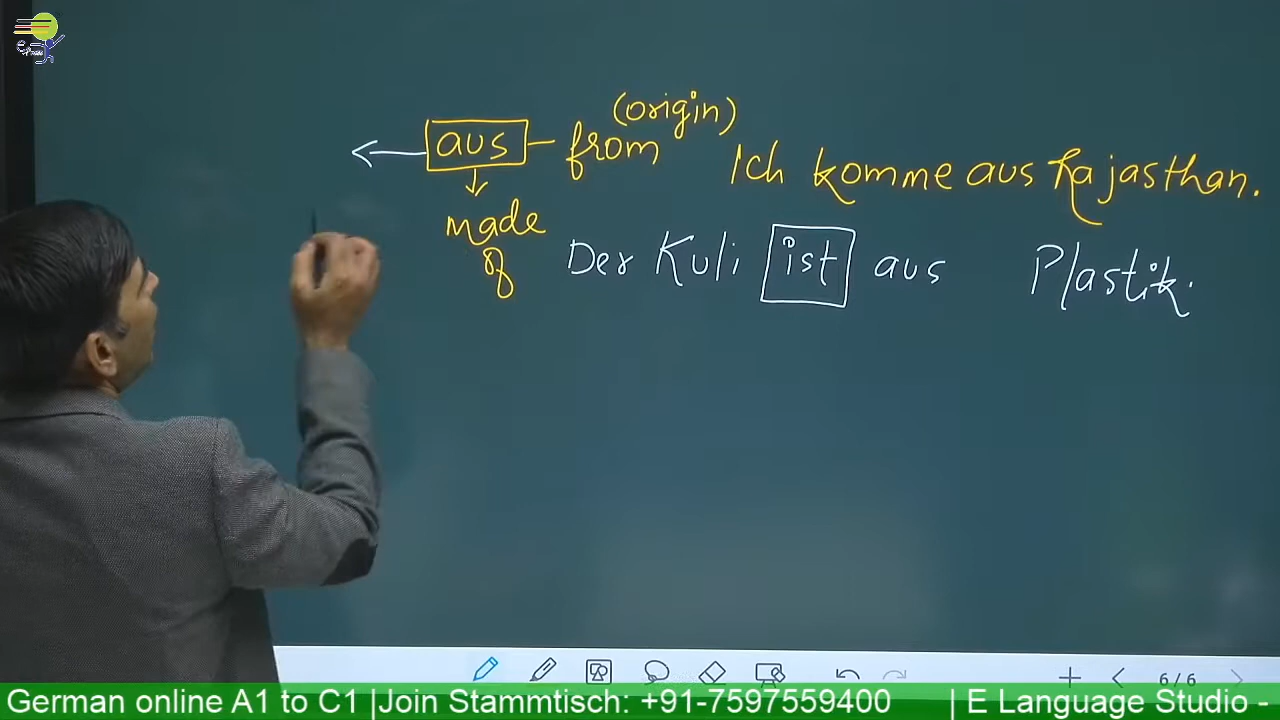 (origin)
aus – from
Ich komme aus Rajasthan.
made
of
Der Kuli ist aus Plastik.
6/6
German online A1 to C1 |Join Stammtisch: +91-7597559400 | E Language Studio -